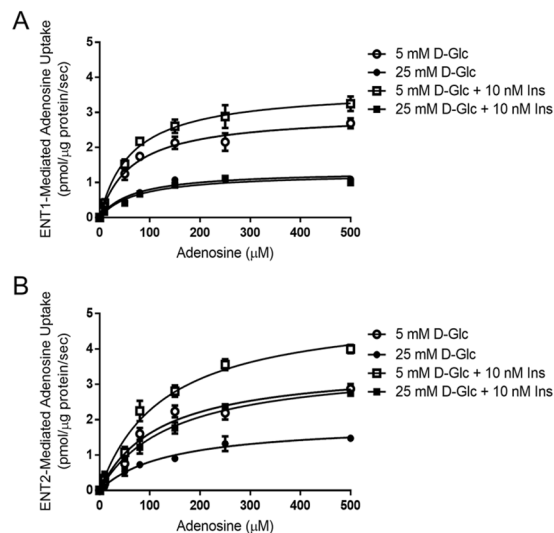 A
ENT1-Mediated Adenosine Uptake
(pmol/μg protein/sec)
5
4
3
2
1
0
0 100 200 300 400 500
Adenosine (μM)
5 mM D-Glc
25 mM D-Glc
5 mM D-Glc + 10 nM Ins
25 mM D-Glc + 10 nM Ins
B
ENT2-Mediated Adenosine Uptake
(pmol/μg protein/sec)
5
4
3
2
1
0
0 100 200 300 400 500
Adenosine (μM)
5 mM D-Glc
25 mM D-Glc
5 mM D-Glc + 10 nM Ins
25 mM D-Glc + 10 nM Ins